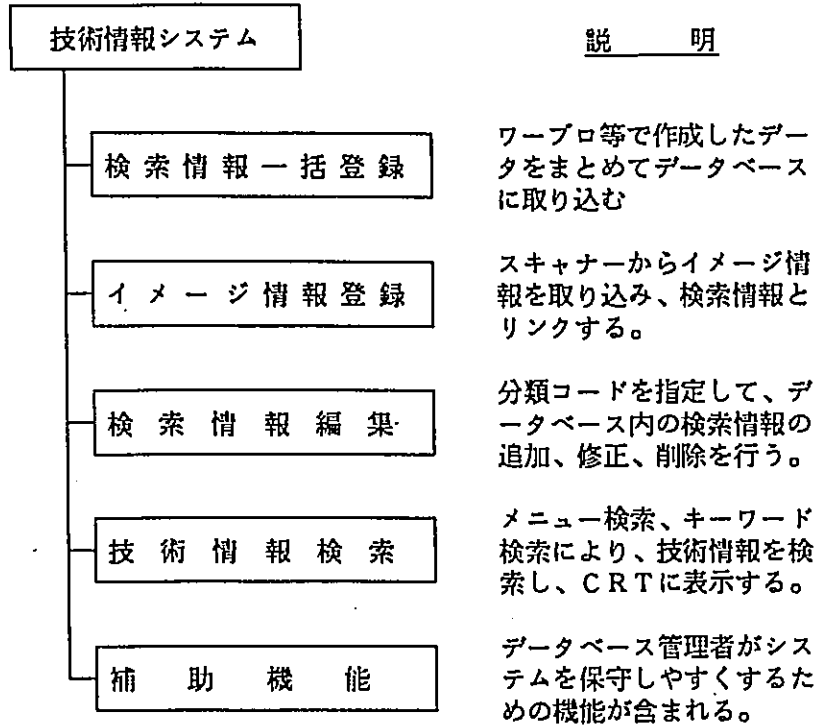 技術情報システム
説 明
検索情報一括登録
ワープロ等で作成したデー
タをまとめてデータベース
に取り込む
イメージ情報登録
スキャナーからイメージ情
報を取り込み、検索情報と
リンクする。
検索情報編集
分類コードを指定して、デ
ータベース内の検索情報の
追加、修正、削除を行う。
技術情報検索
メニュー検索、キーワード
検索により、技術情報を検
索し、CRTに表示する。
補助機能
データベース管理者がシス
テムを保守しやすくするた
めの機能が含まれる。